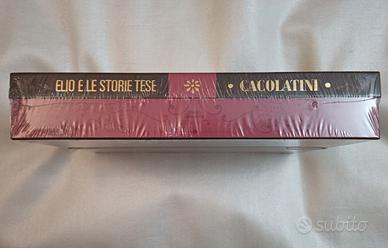 ELIO E LE STORIE TESE • CACOLATINI •
subito